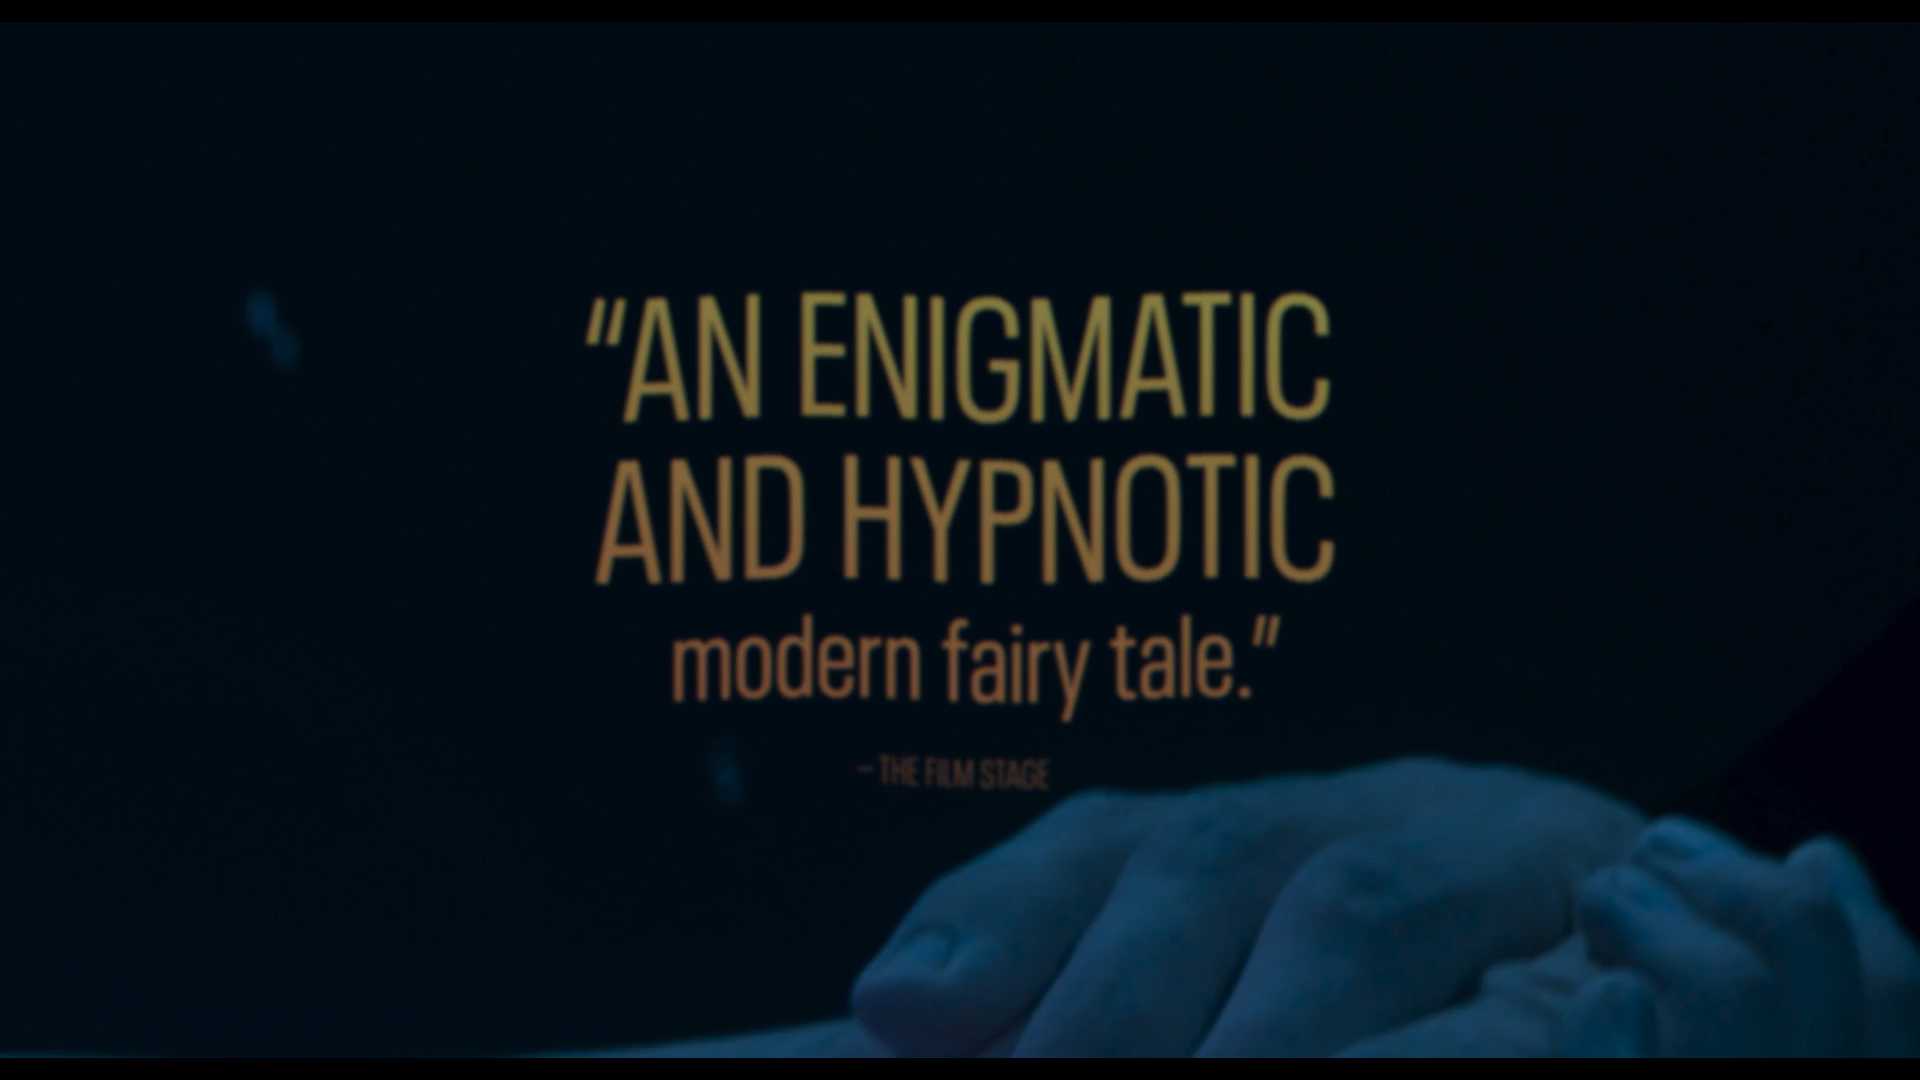 “AN ENIGMATIC
AND HYPNOTIC
modern fairy tale.”
– THE FILM STAGE